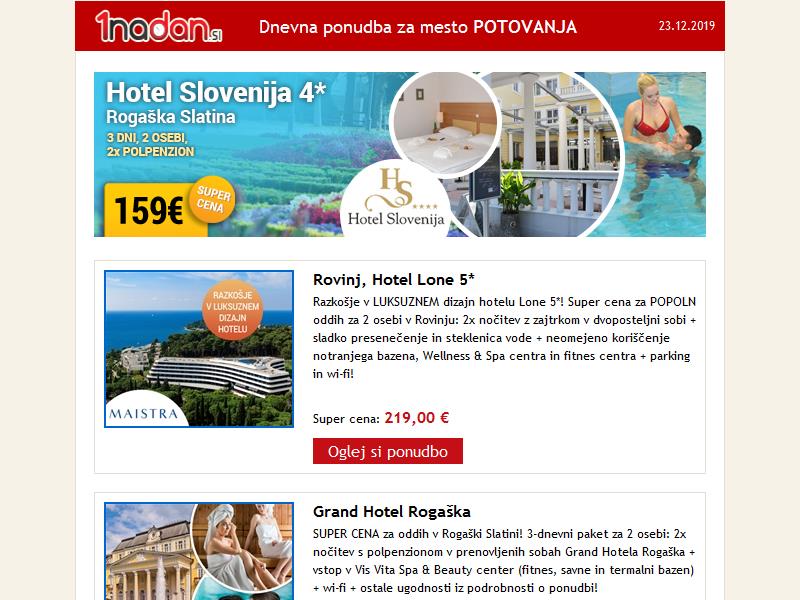 1nadan.si
Dnevna ponudba za mesto POTOVANJA
23.12.2019
Hotel Slovenija 4*
Rogaška Slatina
3 DNI, 2 OSEBI,
2x POLPENZION
159€
SUPER
CENA
HS
****
Hotel Slovenija
RAZKOŠJE
V LUKSUZNEM
DIZAJN
HOTELU
MAISTRA
Rovinj, Hotel Lone 5*
Razkošje v LUKSUZNEM dizajn hotelu Lone 5*! Super cena za POPOLN
oddih za 2 osebi v Rovinju: 2x nočitev z zajtrkom v dvoposteljni sobi +
sladko presenečenje in steklenica vode + neomejeno koriščenje
notranjega bazena, Wellness & Spa centra in fitnes centra + parking
in wi-fi!
Super cena: 219,00 €
Oglej si ponudbo
Grand Hotel Rogaška
SUPER CENA za oddih v Rogaški Slatini! 3-dnevni paket za 2 osebi: 2x
nočitev s polpenzionom v prenovljenih sobah Grand Hotela Rogaška +
vstop v Vis Vita Spa & Beauty center (fitnes, savne in termalni bazen)
+ wi-fi + ostale ugodnosti iz podrobnosti o ponudbi!